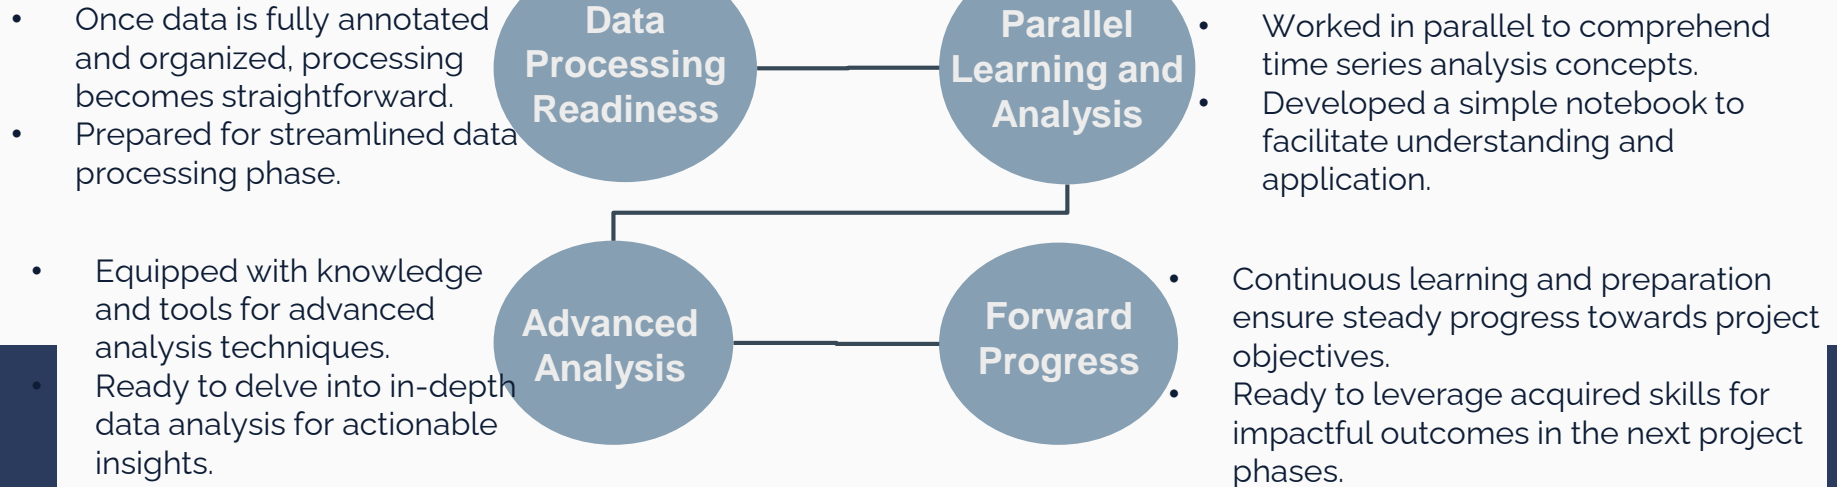 • Once data is fully annotated
and organized, processing
becomes straightforward.
• Prepared for streamlined data
processing phase.
Data
Processing
Readiness
Parallel
Learning and
Analysis
• Worked in parallel to comprehend
time series analysis concepts.
• Developed a simple notebook to
facilitate understanding and
application.
• Equipped with knowledge
and tools for advanced
analysis techniques.
• Ready to delve into in-depth
data analysis for actionable
insights.
Advanced
Analysis
Forward
Progress
• Continuous learning and preparation
ensure steady progress towards project
objectives.
• Ready to leverage acquired skills for
impactful outcomes in the next project
phases.